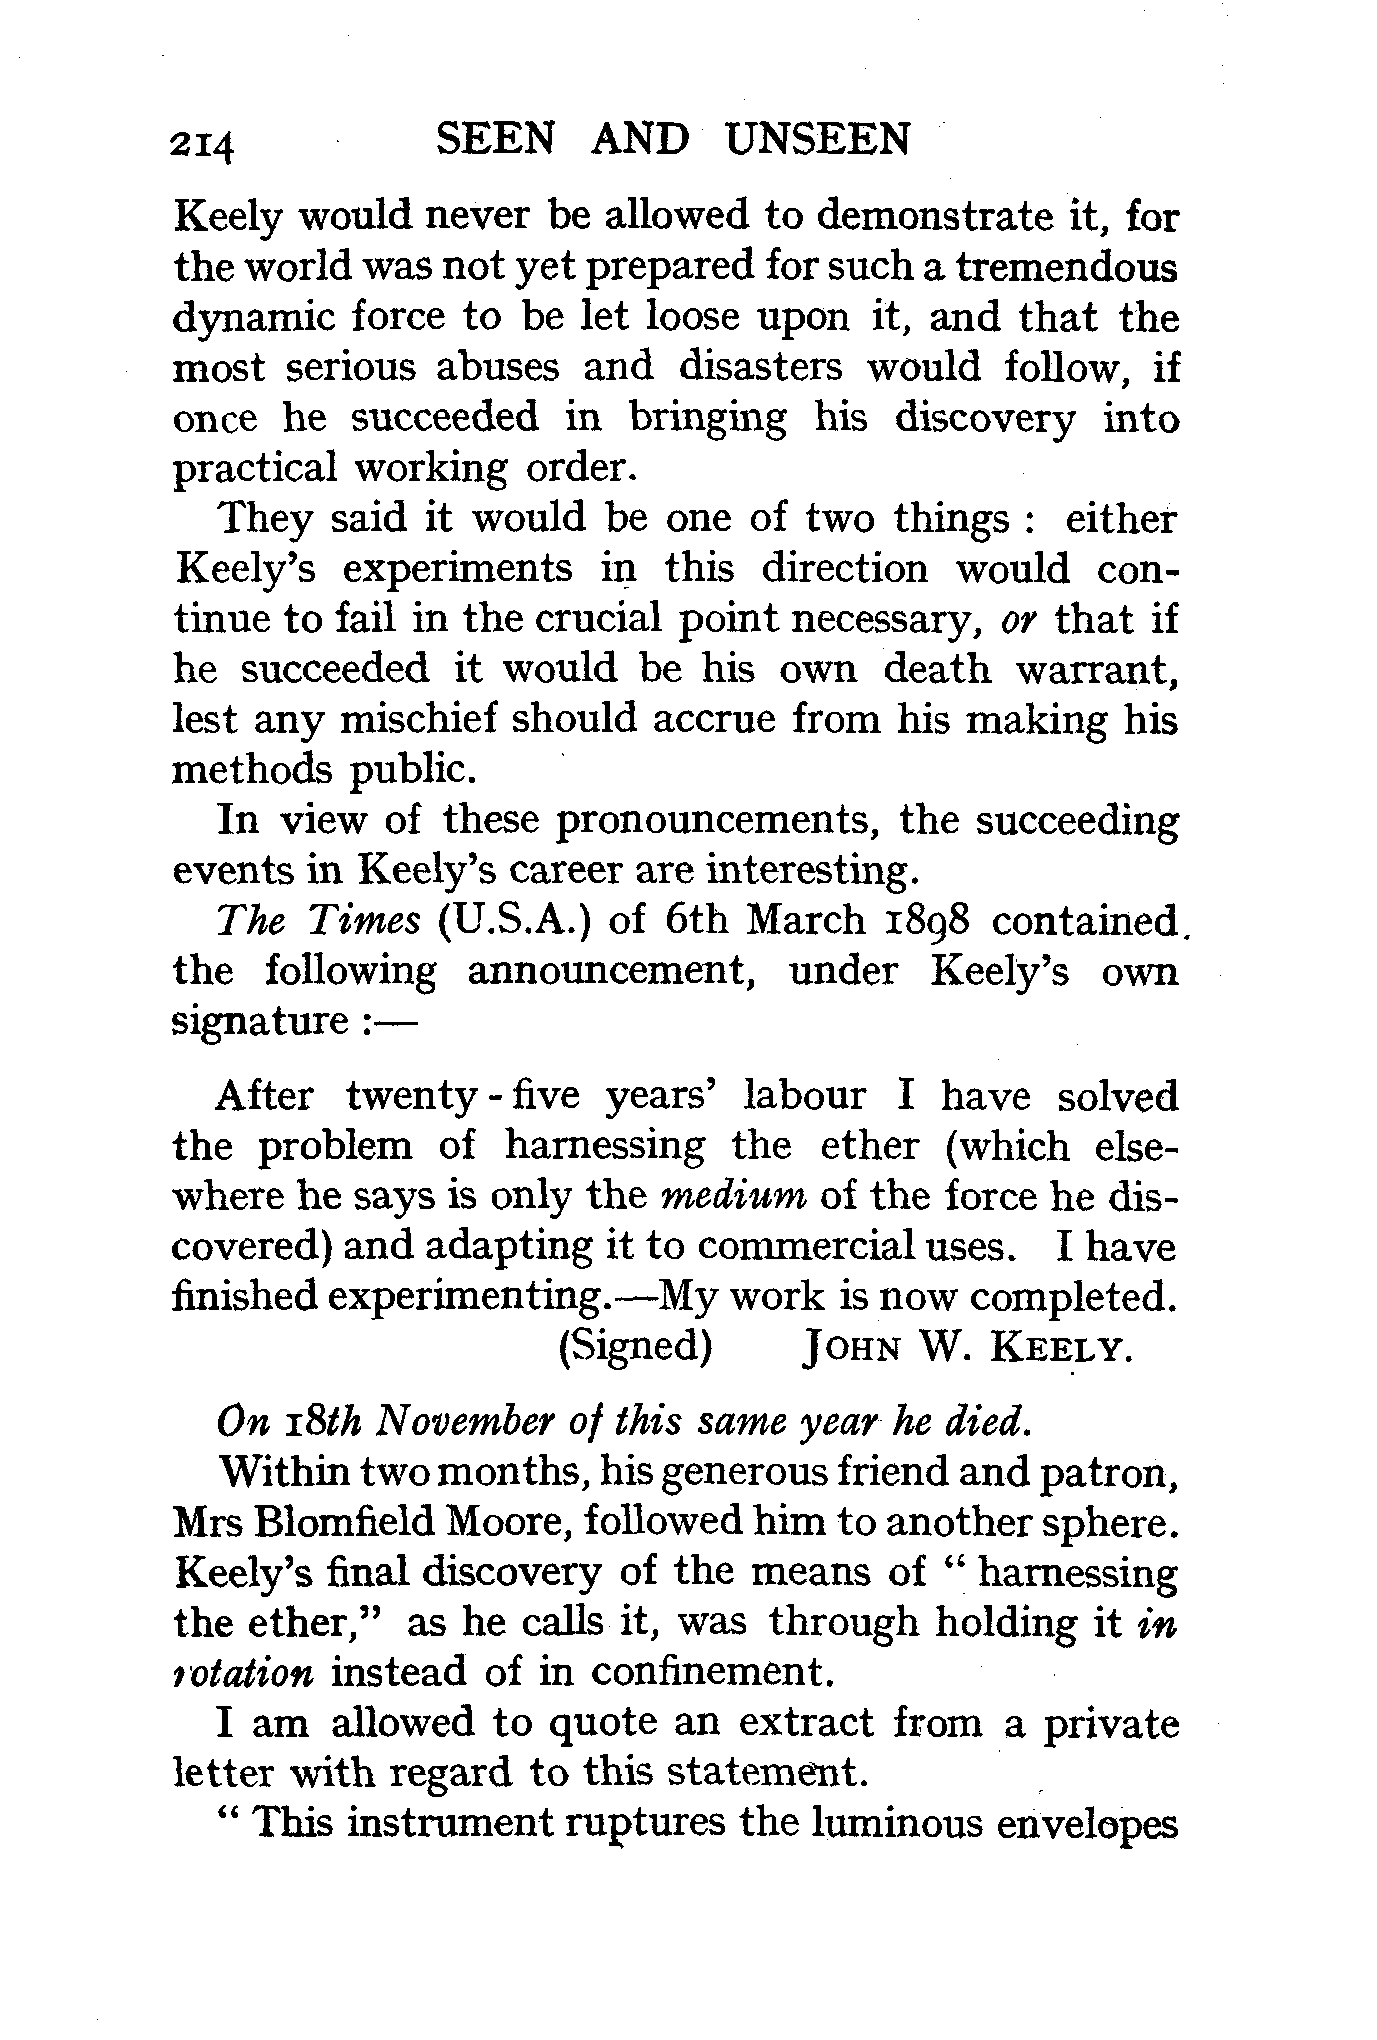 214 SEEN AND UNSEEN
Keely would never be allowed to demonstrate it, for
the world was not yet prepared for such a tremendous
dynamic force to be let loose upon it, and that the
most serious abuses and disasters would follow, if
once he succeeded in bringing his discovery into
practical working order.
They said it would be one of two things : either
Keely's experiments in this direction would con-
tinue to fail in the crucial point necessary, or that if
he succeeded it would be his own death warrant,
lest any mischief should accrue from his making his
methods public.
In view of these pronouncements, the succeeding
events in Keely's career are interesting.
The Times (U.S.A.) of 6th March 1898 contained.
the following announcement, under Keely's own
signature :—
After twenty-five years' labour I have solved
the problem of harnessing the ether (which else-
where he says is only the medium of the force he dis-
covered) and adapting it to commercial uses. I have
finished experimenting.—My work is now completed.
(Signed) JOHN W. KEELY.
On 18th November of this same year he died.
Within two months, his generous friend and patron,
Mrs Blomfield Moore, followed him to another sphere.
Keely's final discovery of the means of "harnessing
the ether," as he calls it, was through holding it in
rotation instead of in confinement.
I am allowed to quote an extract from a private
letter with regard to this statement.
"This instrument ruptures the luminous envelopes